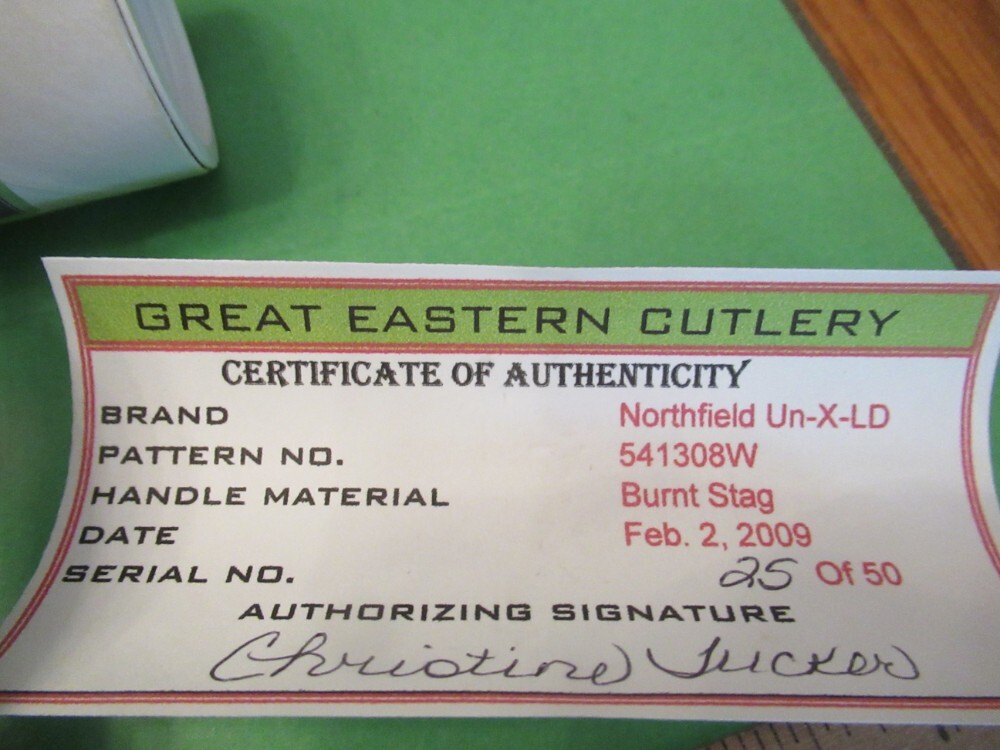 GREAT EASTERN CUTLERY
CERTIFICATE OF AUTHENTICITY
BRAND Northfield Un-X-LD
PATTERN NO. 541308W
HANDLE MATERIAL Burnt Stag
DATE Feb. 2, 2009
SERIAL NO. 25 Of 50
AUTHORIZING SIGNATURE
Christine Tucker